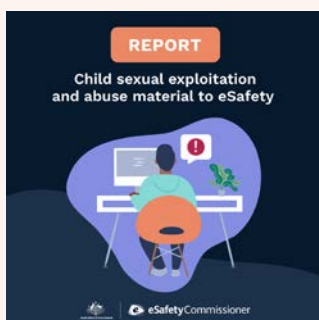 REPORT
Child sexual exploitation
and abuse material to eSafety
!
eSafetyCommissioner